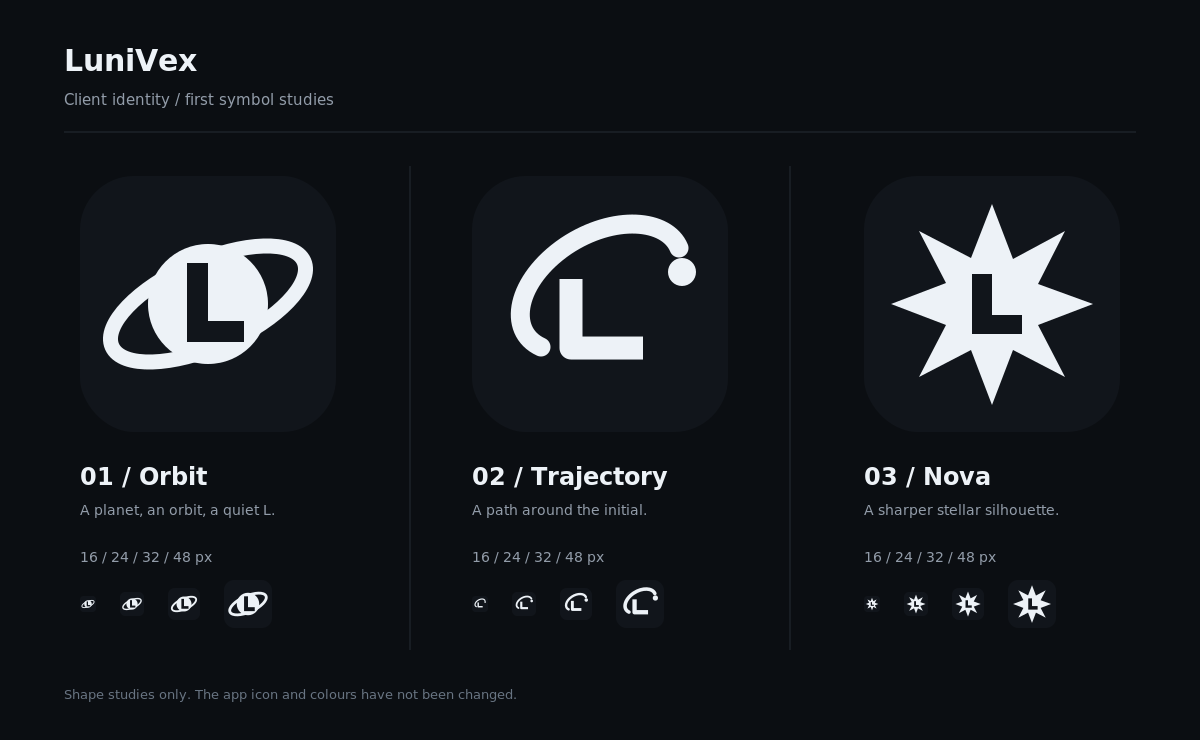 LuniVex
Client identity / first symbol studies
L
L
L
01 / Orbit
A planet, an orbit, a quiet L.
16 / 24 / 32 / 48 px
L
L
L
L
02 / Trajectory
A path around the initial.
16 / 24 / 32 / 48 px
L
L
L
L
03 / Nova
A sharper stellar silhouette.
16 / 24 / 32 / 48 px
L
L
L
L
Shape studies only. The app icon and colours have not been changed.